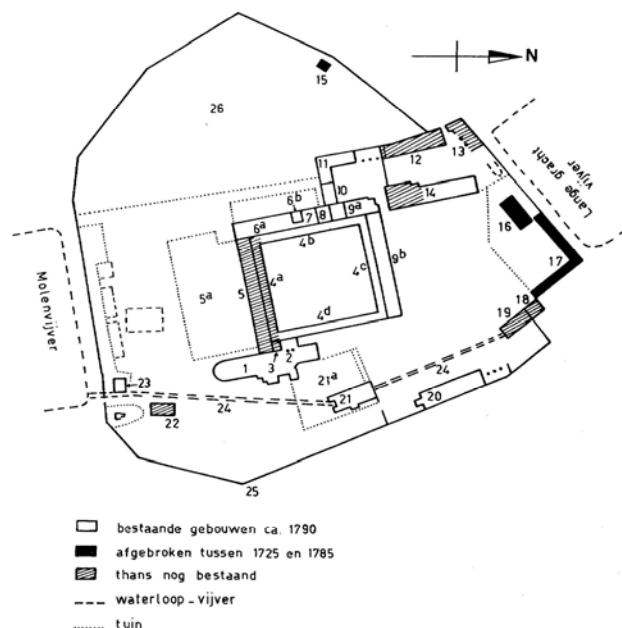 15
N
26
11
12
13
Lange gracht
vijver
10
14
6b
7
8
9a
6a
16
4b
17
5
4a
4c
9b
Molenvijver
5a
4d
18
19
2
1
3
21a
23
24
21
24
20
22
25
bestaande gebouwen ca. 1790
afgebroken tussen 1725 en 1785
thans nog bestaand
waterloop - vijver
tuin